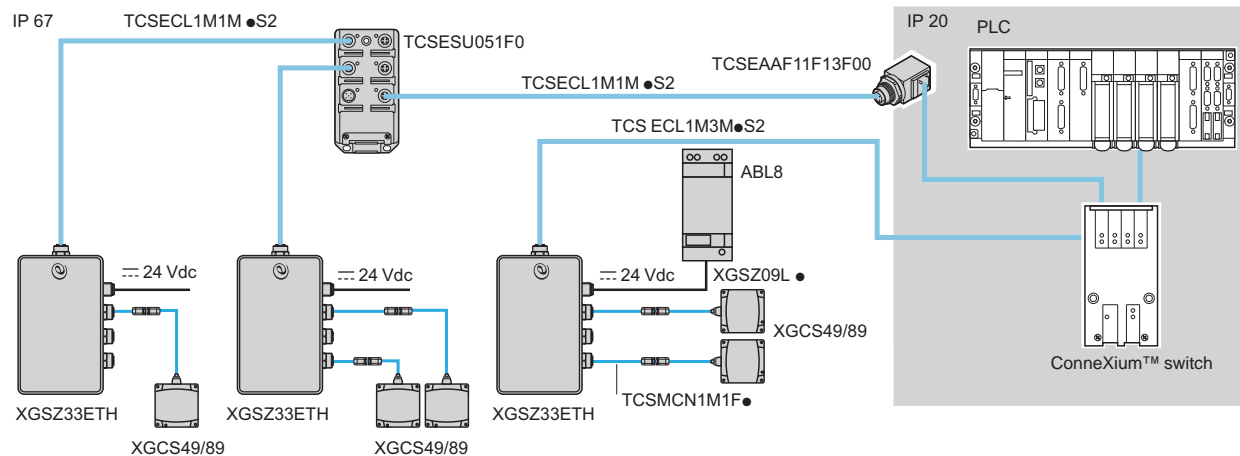 IP 67
TCSECL1M1M ●S2
TCSESU051F0
IP 20
PLC
TCSEAAF11F13F00
TCSECL1M1M ●S2
TCS ECL1M3M●S2
ABL8
24 Vdc
24 Vdc
24 Vdc
XGSZ09L ●
XGCS49/89
ConneXium™ switch
XGSZ33ETH
XGSZ33ETH
XGSZ33ETH
TCSMCN1M1F●
XGCS49/89
XGCS49/89